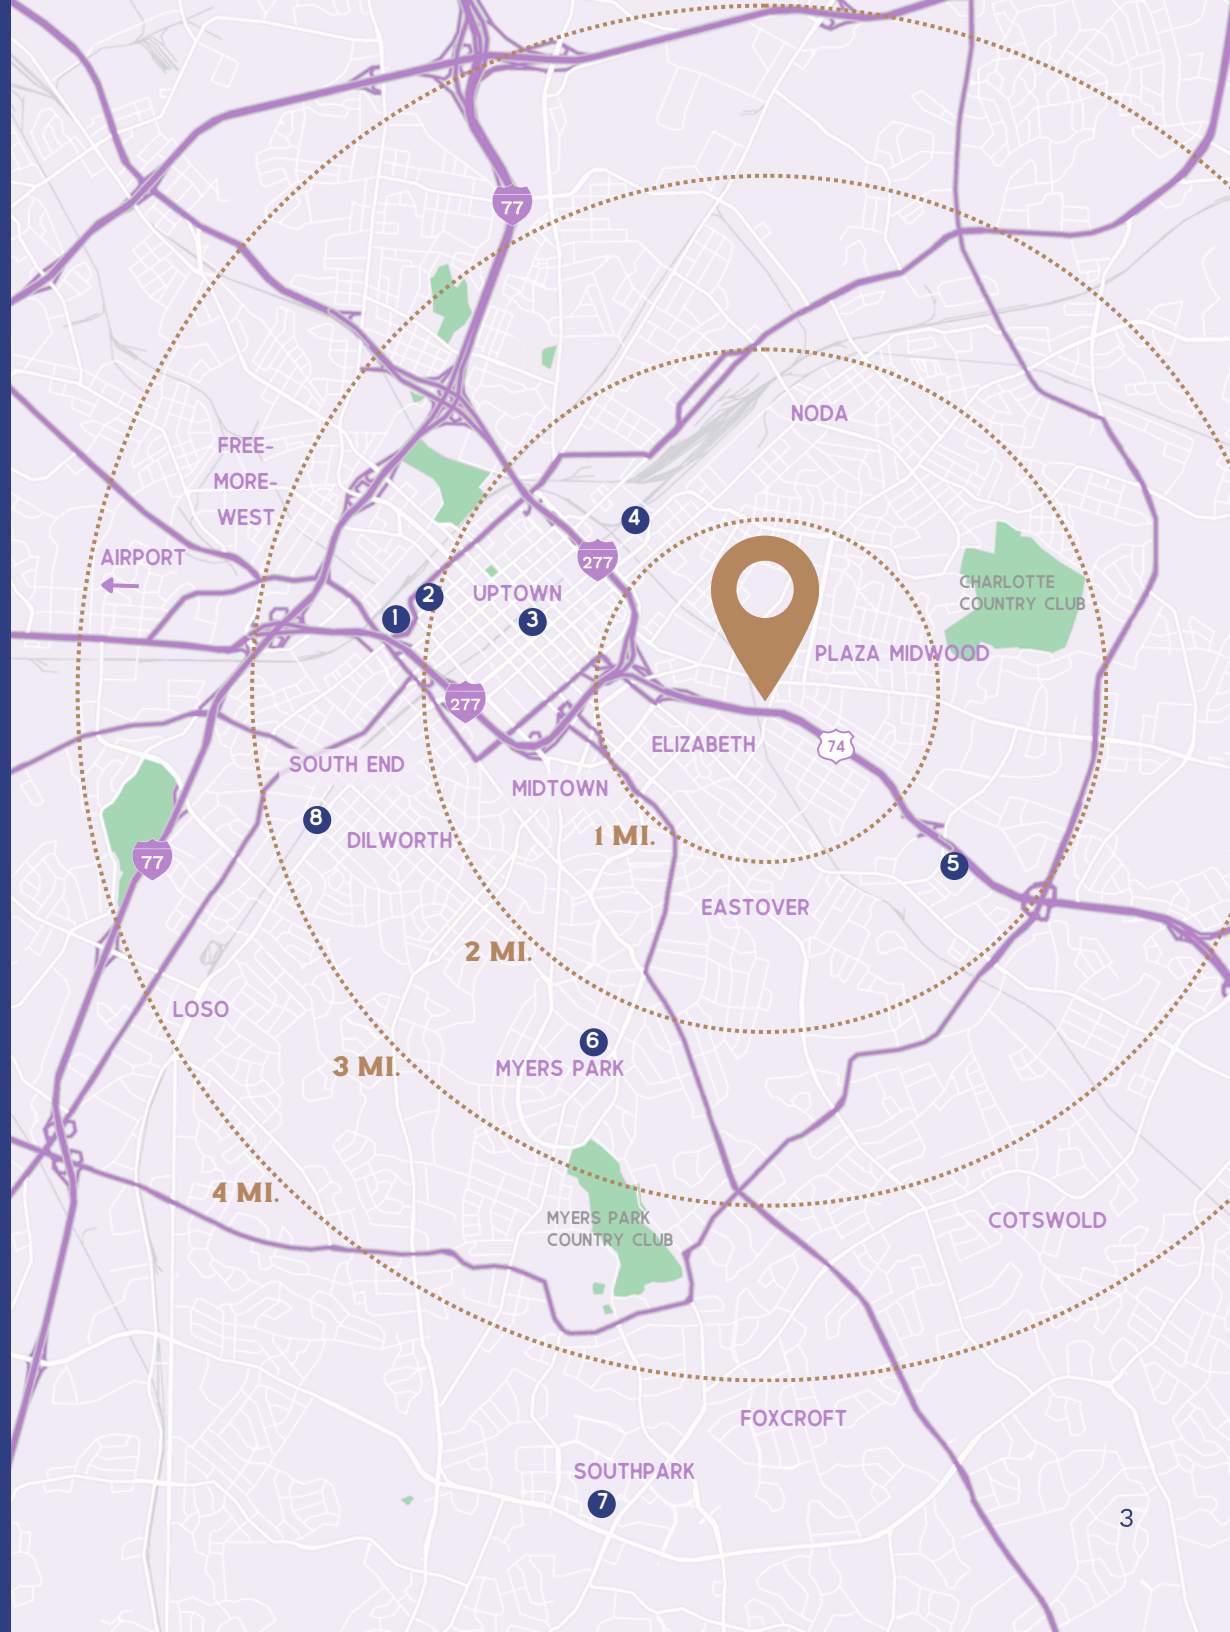 77
NODA
FREE-
MORE-
WEST
4
AIRPORT
277
CHARLOTTE
COUNTRY CLUB
2
UPTOWN
1
3
PLAZA MIDWOOD
277
ELIZABETH
74
SOUTH END
MIDTOWN
8
DILWORTH
1 MI.
77
5
EASTOVER
2 MI.
LOSO
6
3 MI.
MYERS PARK
4 MI.
MYERS PARK
COUNTRY CLUB
COTSWOLD
FOXCROFT
SOUTHPARK
7
3